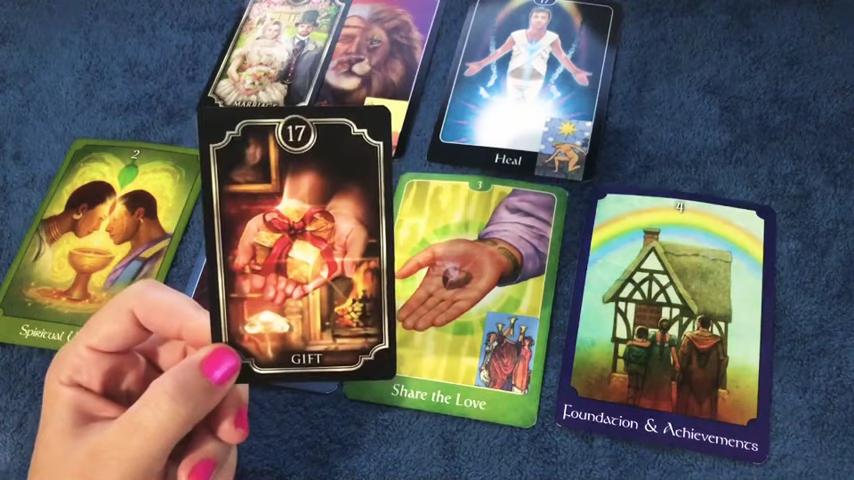 MARRIAGE
17
Heal
2
17
3
4
Spiritual
GIFT
Share the Love
Foundation & Achievements